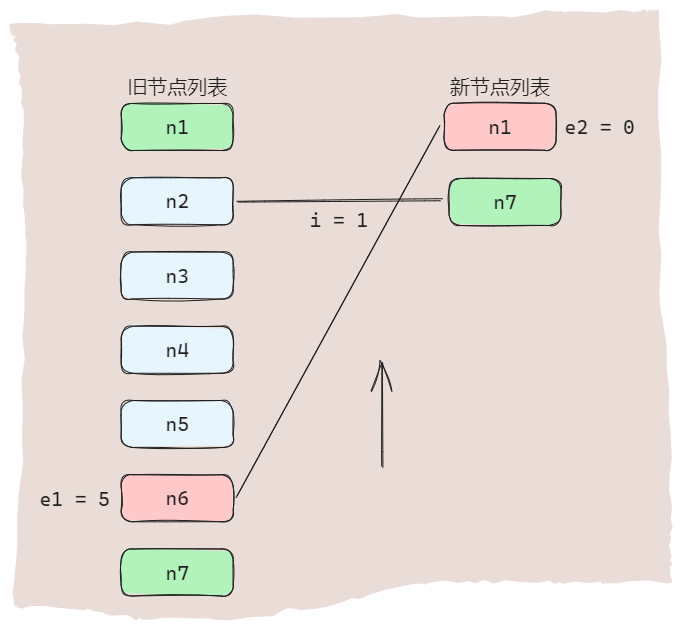 旧节点列表 新节点列表
n1 n1 e2 = 0
n2 n7
i = 1
n3
n4
n5
e1 = 5 n6
n7